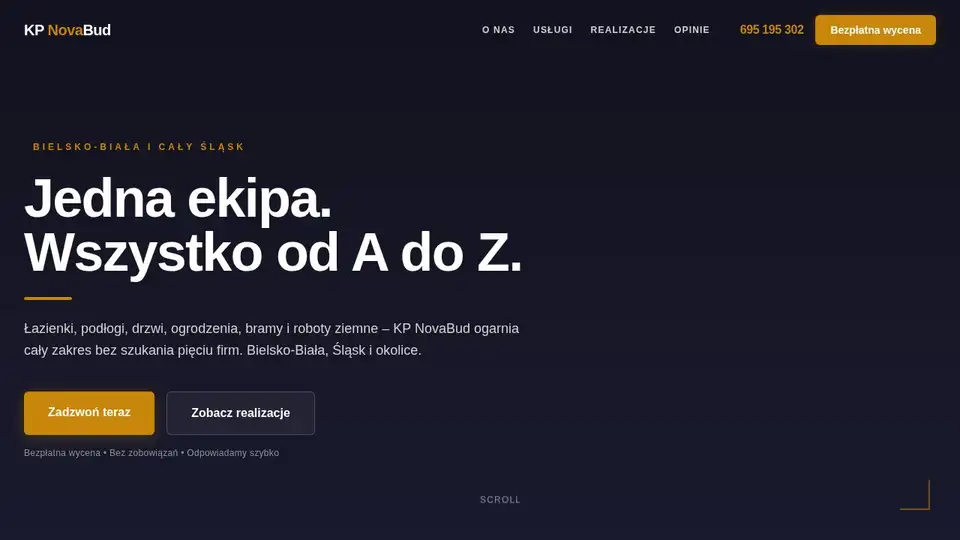 KP NovaBud
O NAS USŁUGI REALIZACJE OPINIE 695 195 302 Bezpłatna wycena
BIELSKO-BIAŁA I CAŁY ŚLĄSK
Jedna ekipa.
Wszystko od A do Z.
Łazienki, podłogi, drzwi, ogrodzenia, bramy i roboty ziemne – KP NovaBud ogarnia
cały zakres bez szukania pięciu firm. Bielsko-Biała, Śląsk i okolice.
Zadzwoń teraz Zobacz realizacje
Bezpłatna wycena • Bez zobowiązań • Odpowiadamy szybko
SCROLL